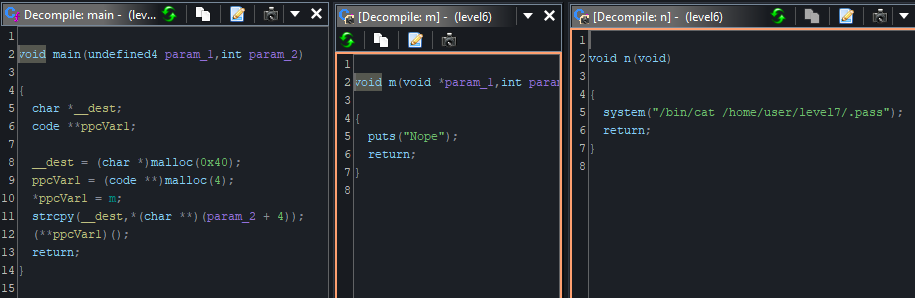 Decompile: main - (lev...
1
2 void main(undefined4 param_1,int param_2)
3
4 {
5 char *__dest;
6 code **ppcVar1;
7
8 __dest = (char *)malloc(0x40);
9 ppcVar1 = (code **)malloc(4);
10 *ppcVar1 = m;
11 strcpy(__dest,*(char **)(param_2 + 4));
12 (**ppcVar1)();
13 return;
14 }
15
[Decompile: m] - (level6)
1
2 void m(void *param_1,int param
3
4 {
5 puts("Nope");
6 return;
7 }
8
[Decompile: n] - (level6)
1
2 void n(void)
3
4 {
5 system("/bin/cat /home/user/level7/.pass");
6 return;
7 }
8